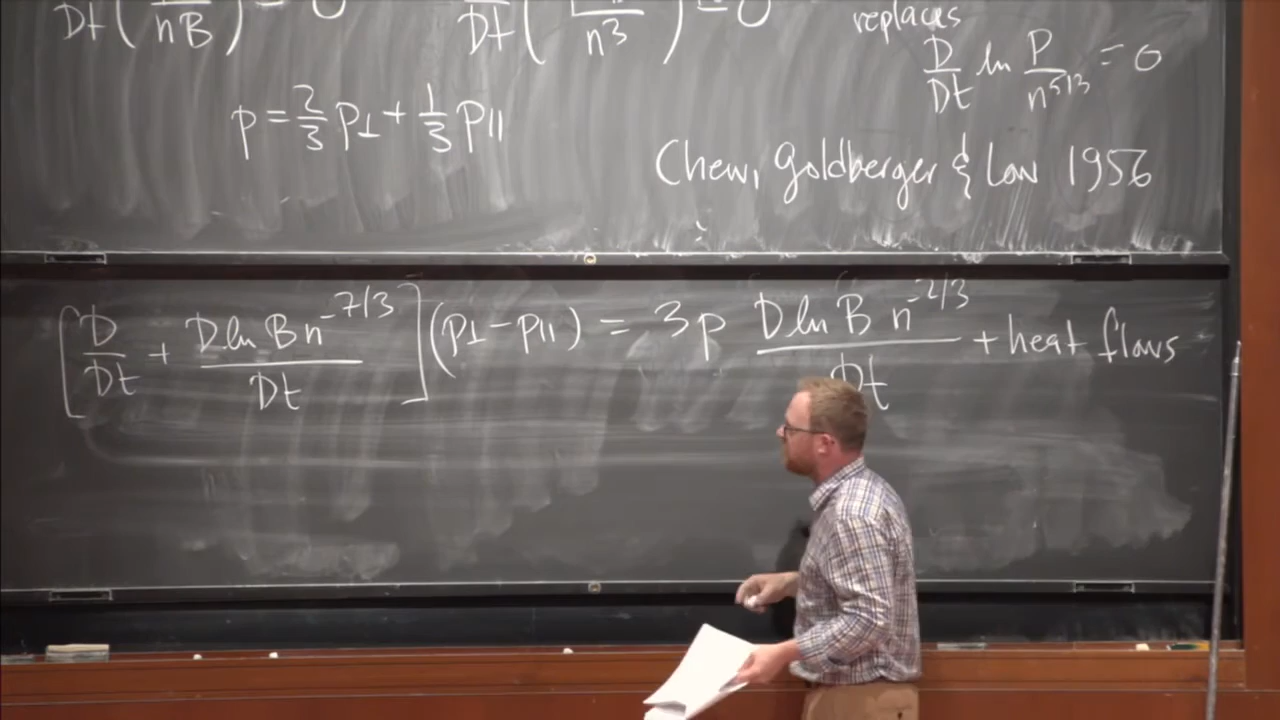 D/Dt ( /nB ) = 0
D/Dt ( /n³ ) = 0
replaces
D/Dt ln P/n^5/3 = 0
p = 2/3 p⊥ + 1/3 p||
Chew, Goldberger & Low 1956
[ D/Dt + D ln B n^-7/3 / Dt ] (p⊥ - p||) = 3p D ln B n^-2/3 / Dt + heat flows